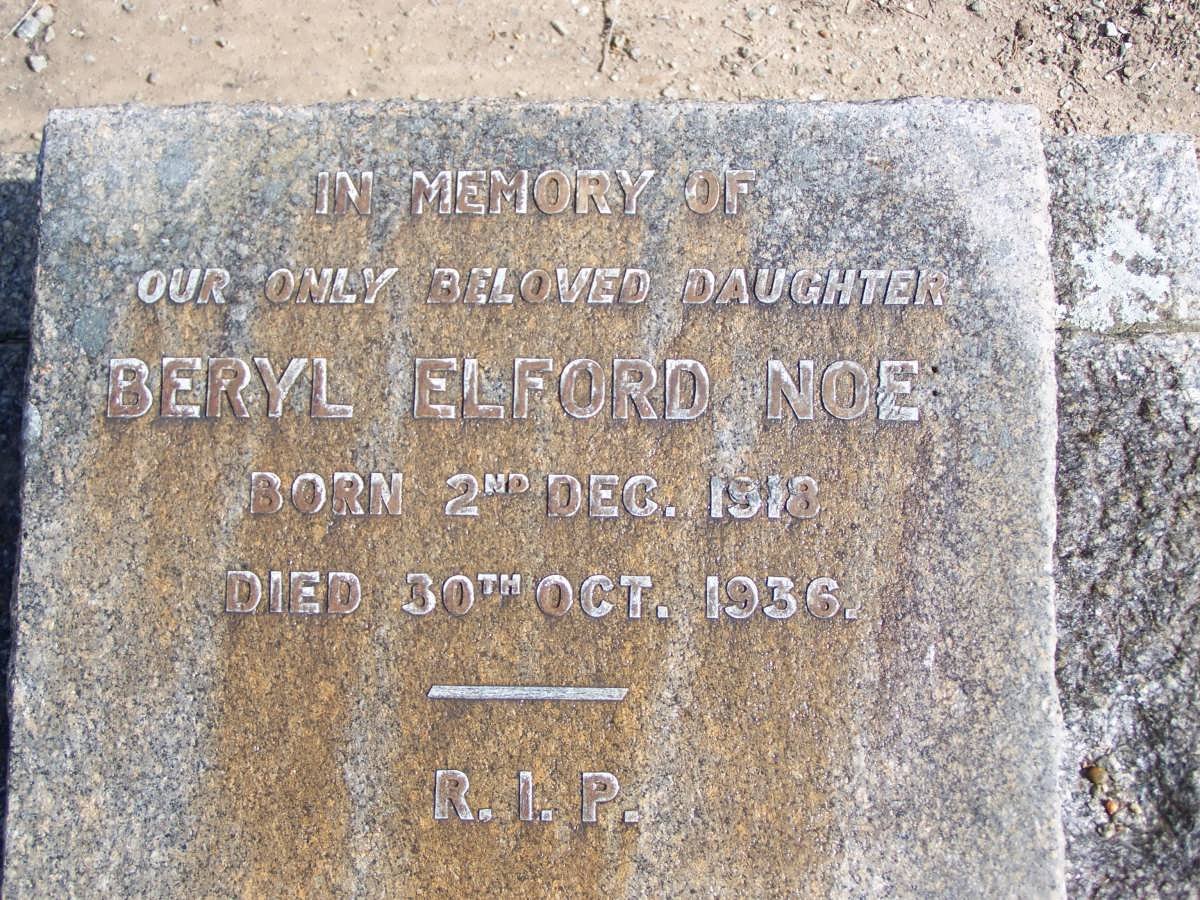 IN MEMORY OF
OUR ONLY BELOVED DAUGHTER
BERYL ELFORD NOE
BORN 2ND DEC. 1918
DIED 30TH OCT. 1936.
R.I.P.